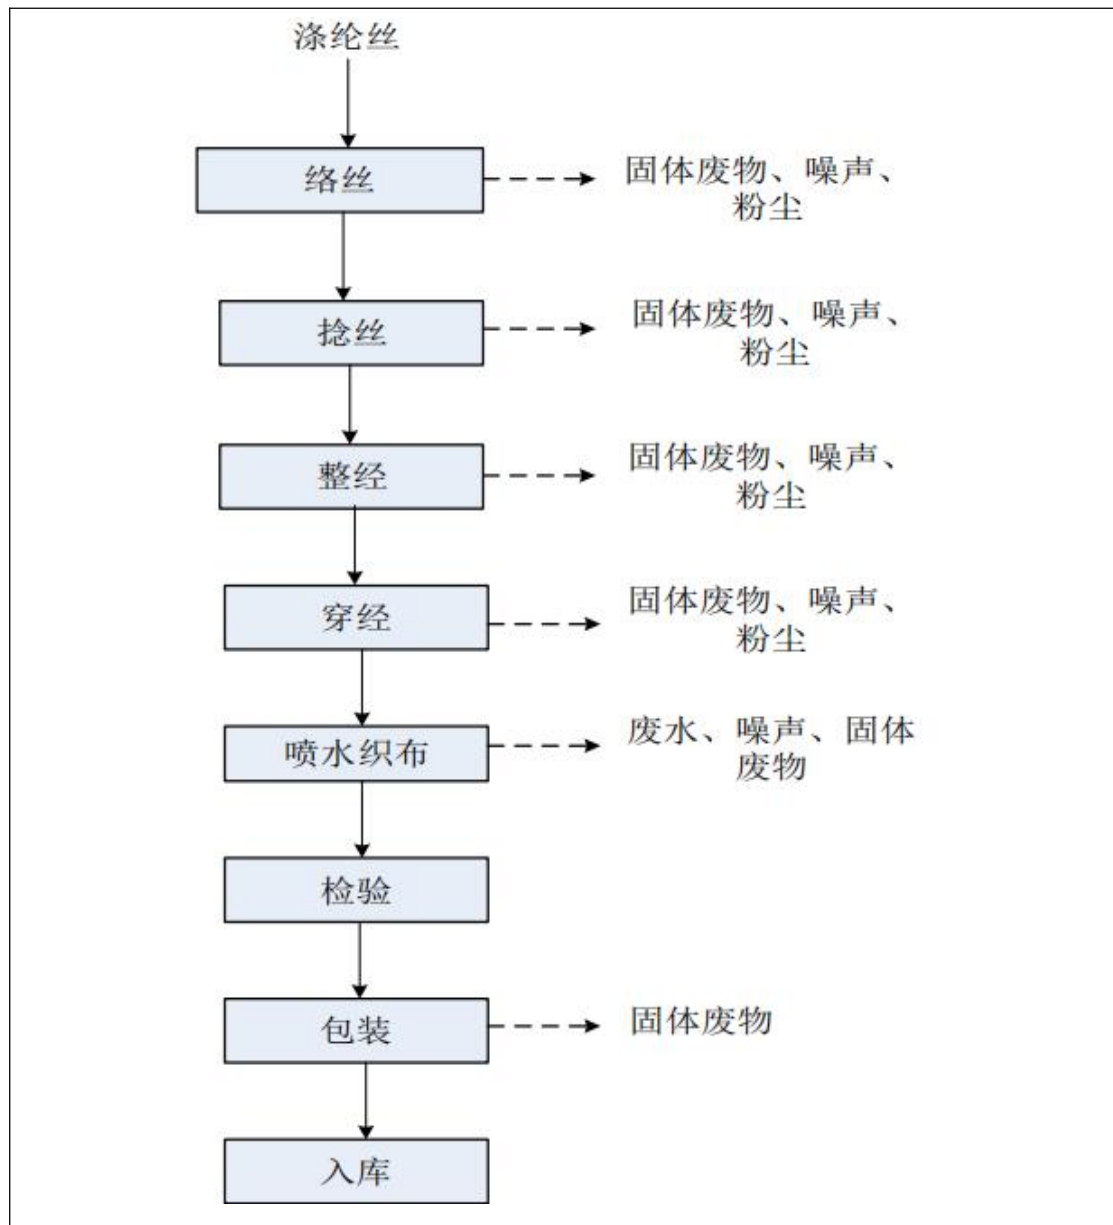 涤纶丝
络丝
固体废物、噪声、
粉尘
捻丝
固体废物、噪声、
粉尘
整经
固体废物、噪声、
粉尘
穿经
固体废物、噪声、
粉尘
喷水织布
废水、噪声、固体
废物
检验
包装
固体废物
入库